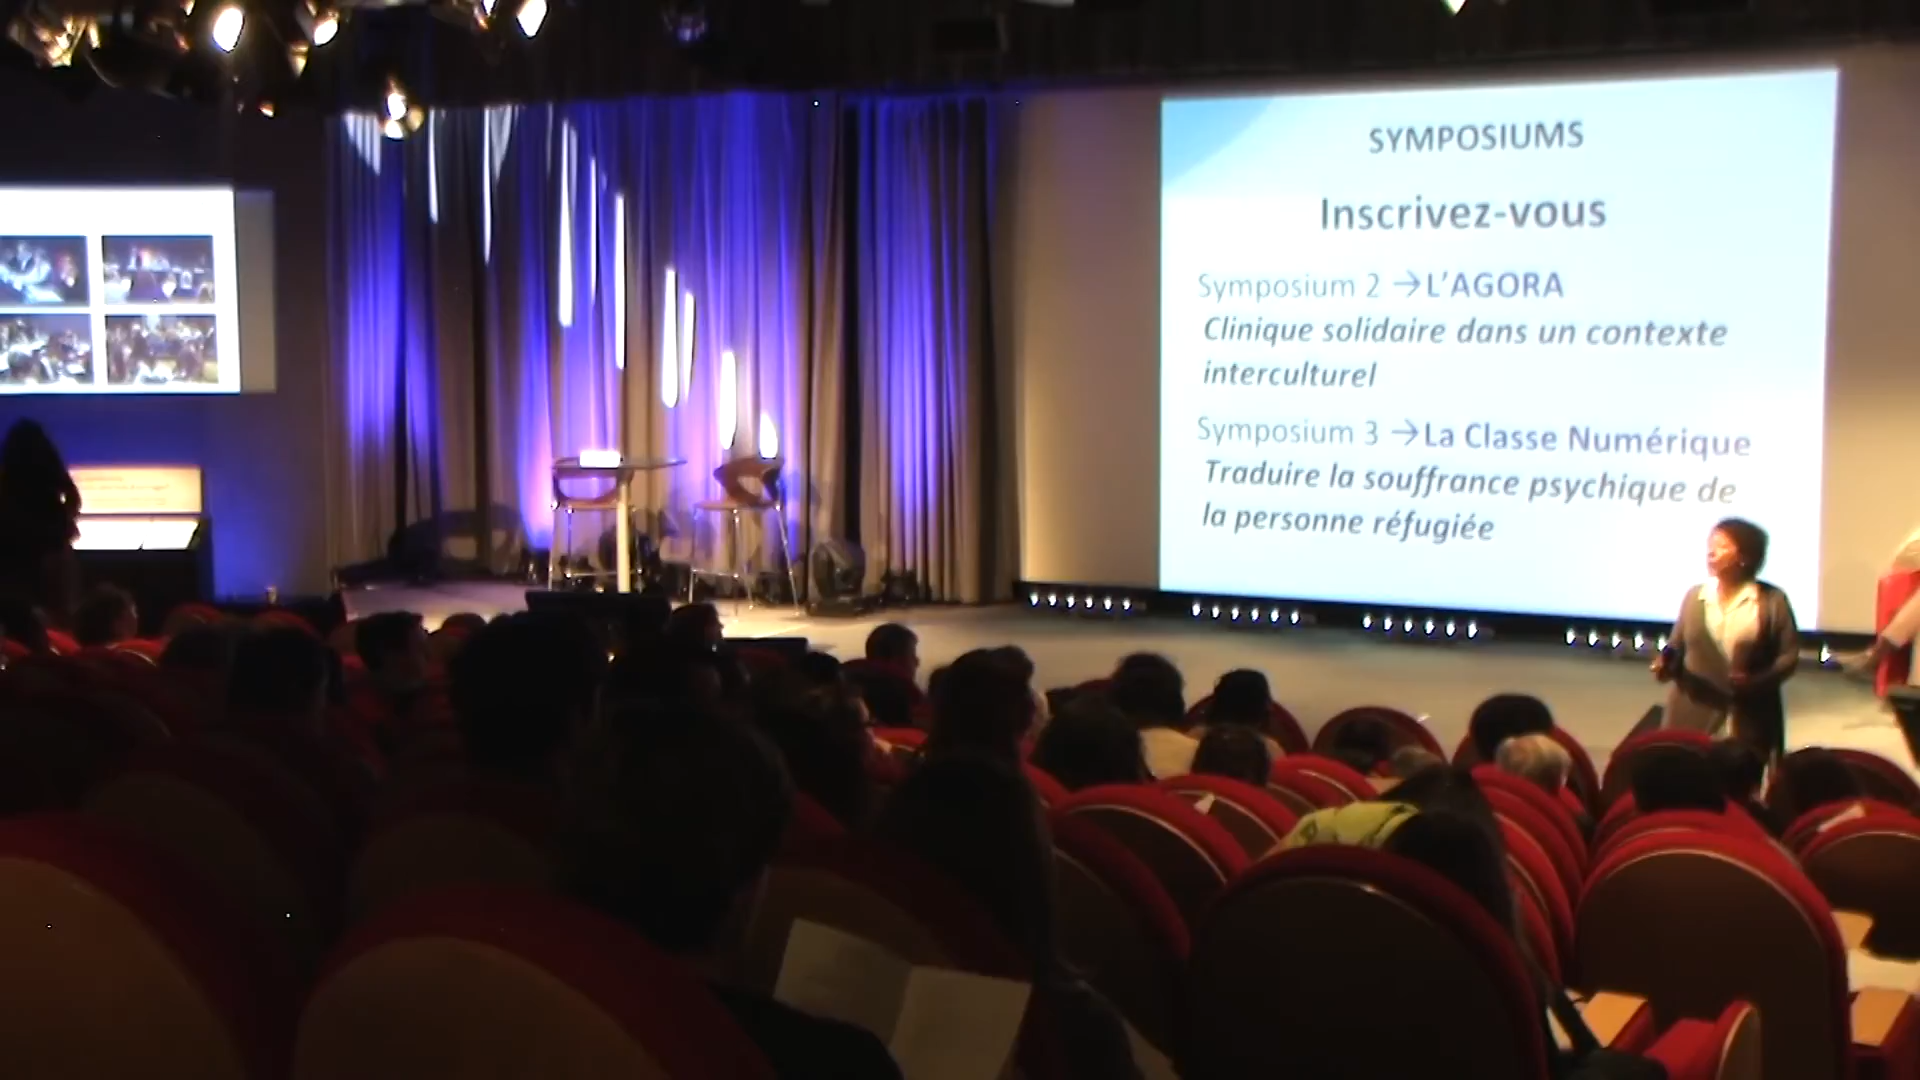 SYMPOSIUMS
Inscrivez-vous
Symposium 2 →L'AGORA
Clinique solidaire dans un contexte
interculturel
Symposium 3 →La Classe Numérique
Traduire la souffrance psychique de
la personne réfugiée